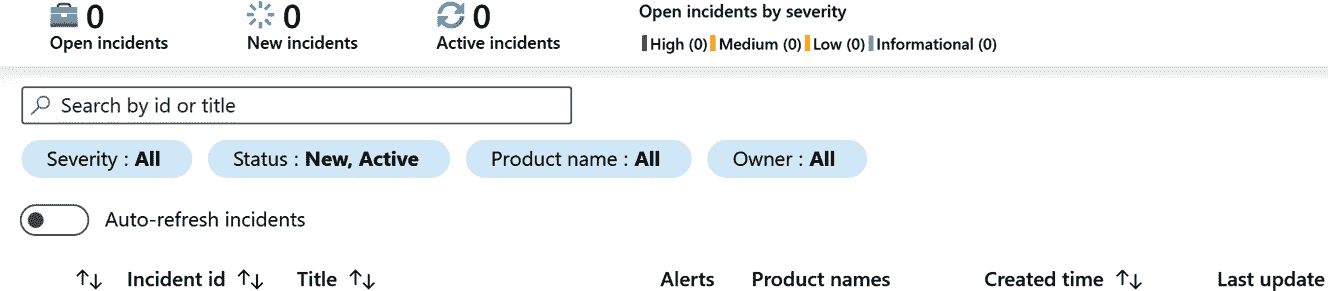 0 0 0 Open incidents by severity
Open incidents New incidents Active incidents High (0) Medium (0) Low (0) Informational (0)
Search by id or title
Severity : All Status : New, Active Product name : All Owner : All
Auto-refresh incidents
↑↓ Incident id ↑↓ Title ↑↓ Alerts Product names Created time ↑↓ Last update